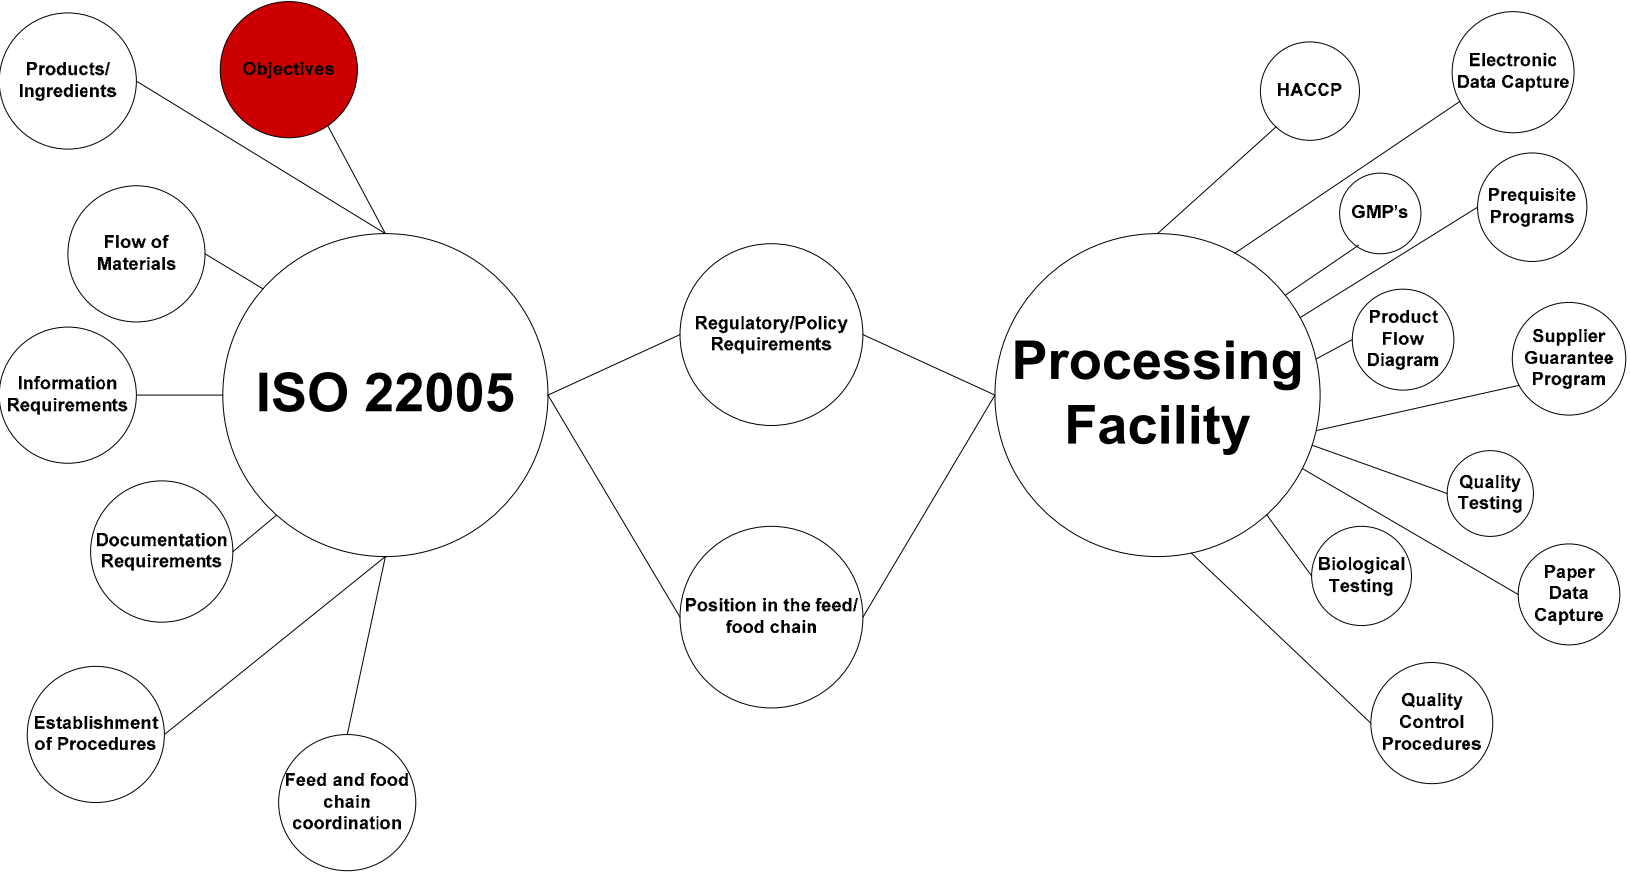 Products/
Ingredients
Objectives
Flow of
Materials
Information
Requirements
ISO 22005
Documentation
Requirements
Establishment
of Procedures
Feed and food
chain
coordination
Regulatory/Policy
Requirements
Position in the feed/
food chain
Processing
Facility
HACCP
Electronic
Data Capture
GMP's
Prequisite
Programs
Product
Flow
Diagram
Supplier
Guarantee
Program
Quality
Testing
Biological
Testing
Paper
Data
Capture
Quality
Control
Procedures